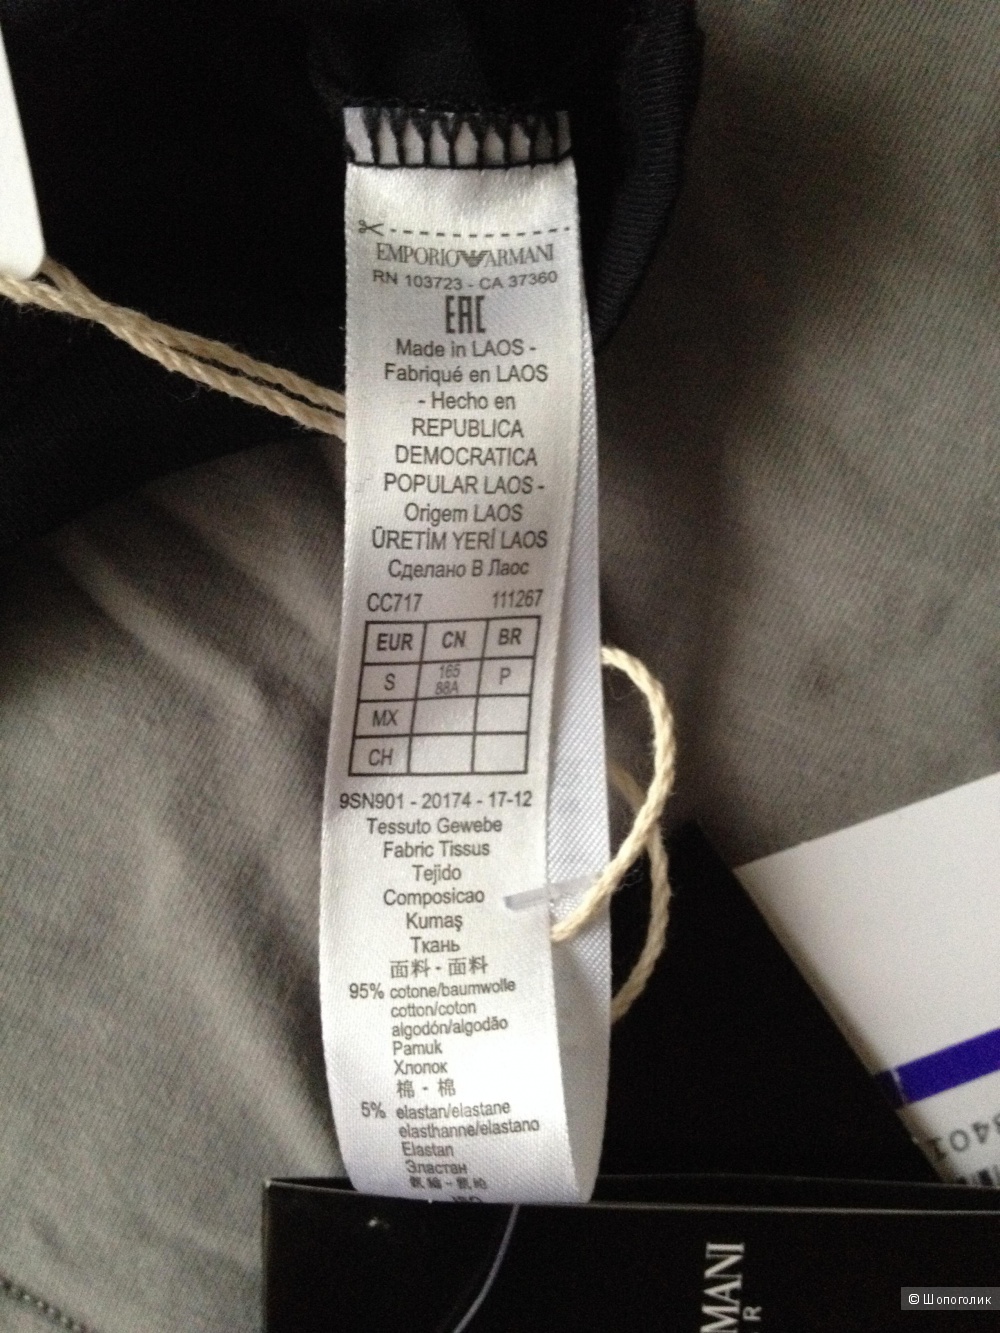 EMPORIO ARMANI
RN 103723 - CA 37360
EAC
Made in LAOS -
Fabriqué en LAOS
- Hecho en
REPUBLICA
DEMOCRATICA
POPULAR LAOS -
Origem LAOS
ÜRETİM YERİ LAOS
Сделано В Лаос
CC717 111267
EUR CN BR
S 165 88A P
MX
CH
9SN901 - 20174 - 17-12
Tessuto Gewebe
Fabric Tissus
Tejido
Composicao
Kumaş
Ткань
面料 - 面料
95% cotone/baumwolle
cotton/coton
algodón/algodão
Pamuk
Хлопок
棉 - 棉
5% elastan/elastane
elasthanne/elastano
Elastan
Эластан
MANI
R
© Шопоголик